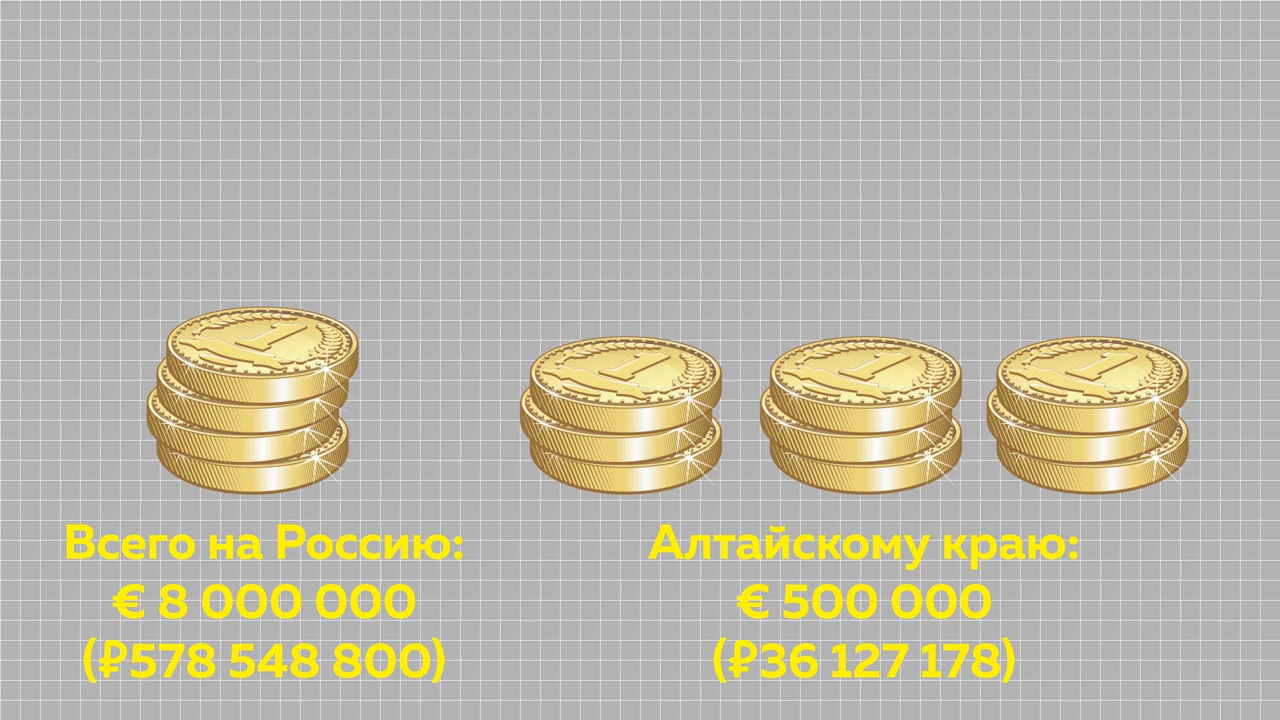 Всего на Россию:
€ 8 000 000
(₽578 548 800)
Алтайскому краю:
€ 500 000
(₽36 127 178)